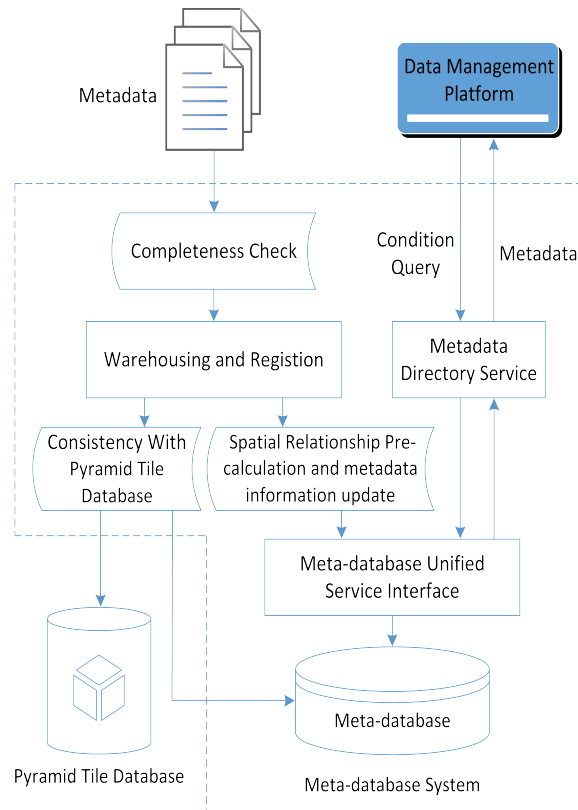 Metadata
Data Management
Platform
Completeness Check
Condition
Query
Metadata
Warehousing and Registion
Metadata
Directory Service
Consistency With
Pyramid Tile
Database
Spatial Relationship Pre-
calculation and metadata
information update
Meta-database Unified
Service Interface
Meta-database
Pyramid Tile Database
Meta-database System